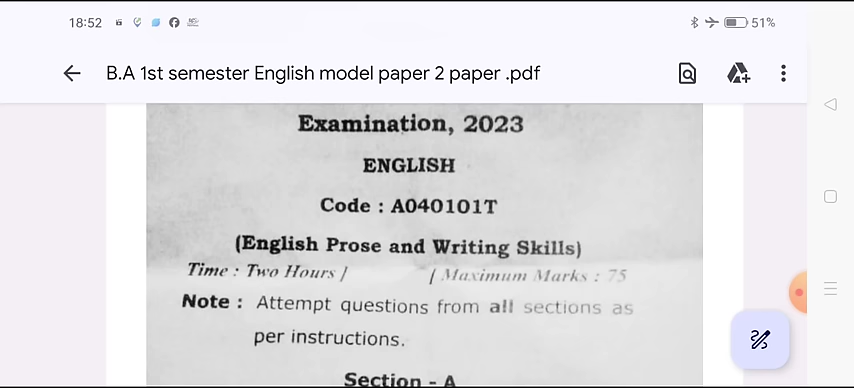 18:52 51%
B.A 1st semester English model paper 2 paper .pdf
Examination, 2023
ENGLISH
Code : A040101T
(English Prose and Writing Skills)
Time : Two Hours ] [ Maximum Marks : 75
Note : Attempt questions from all sections as
per instructions.
Section - A